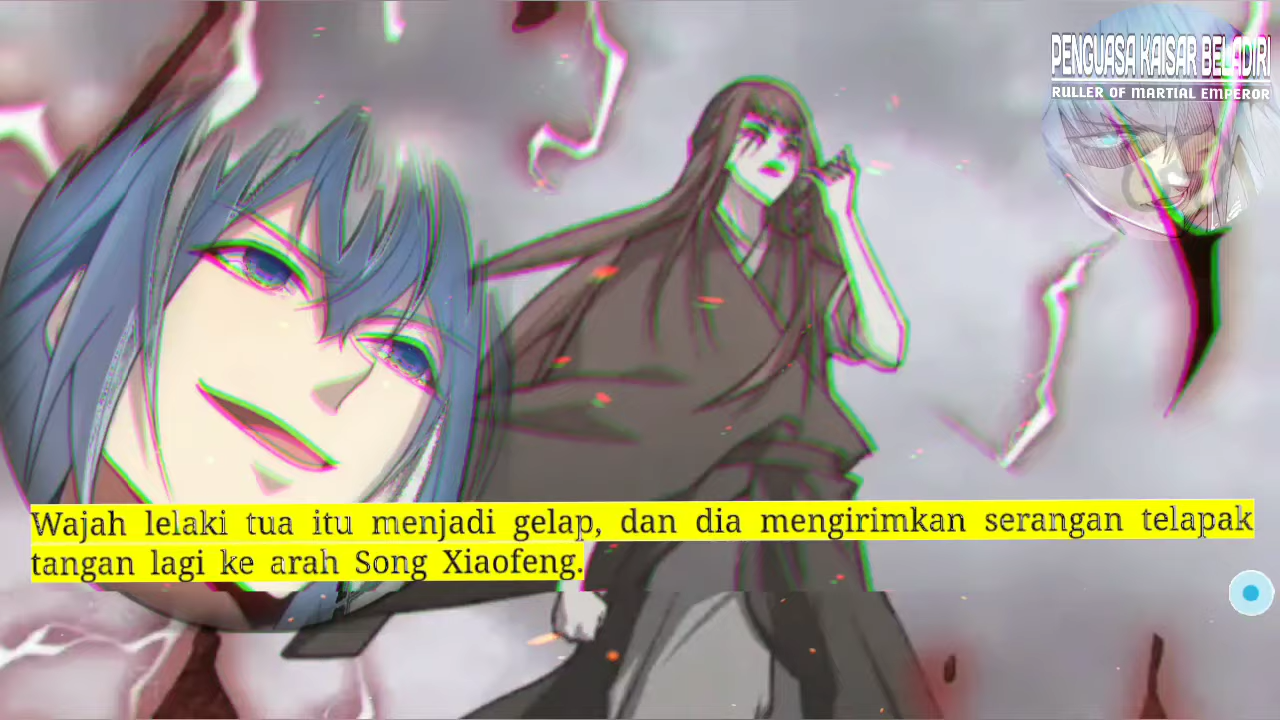 PENGUASA KAISAR BELADIRI
RULLER OF MARTIAL EMPEROR
Wajah lelaki tua itu menjadi gelap, dan dia mengirimkan serangan telapak
tangan lagi ke arah Song Xiaofeng.